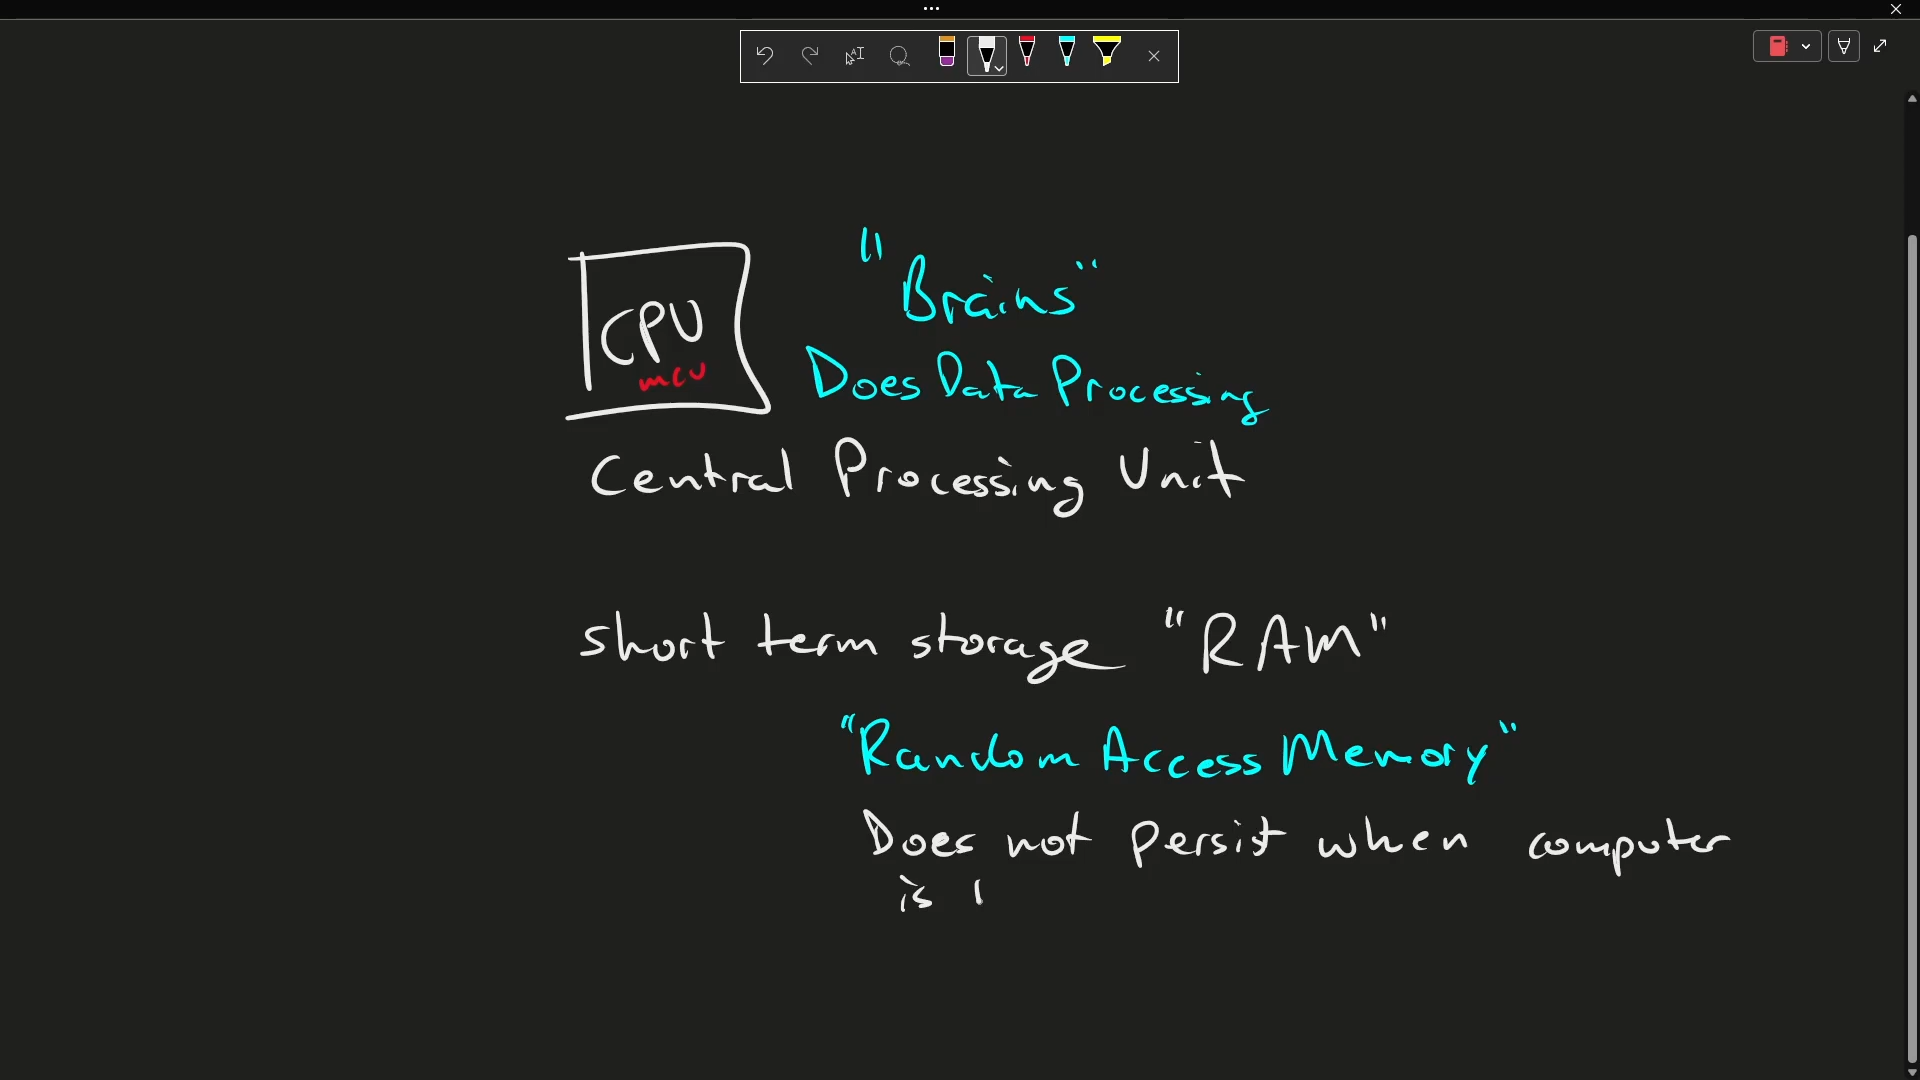 "Brains"
CPU
mcu
Does Data Processing
Central Processing Unit
short term storage "RAM"
"Random Access Memory"
Does not persist when computer
is